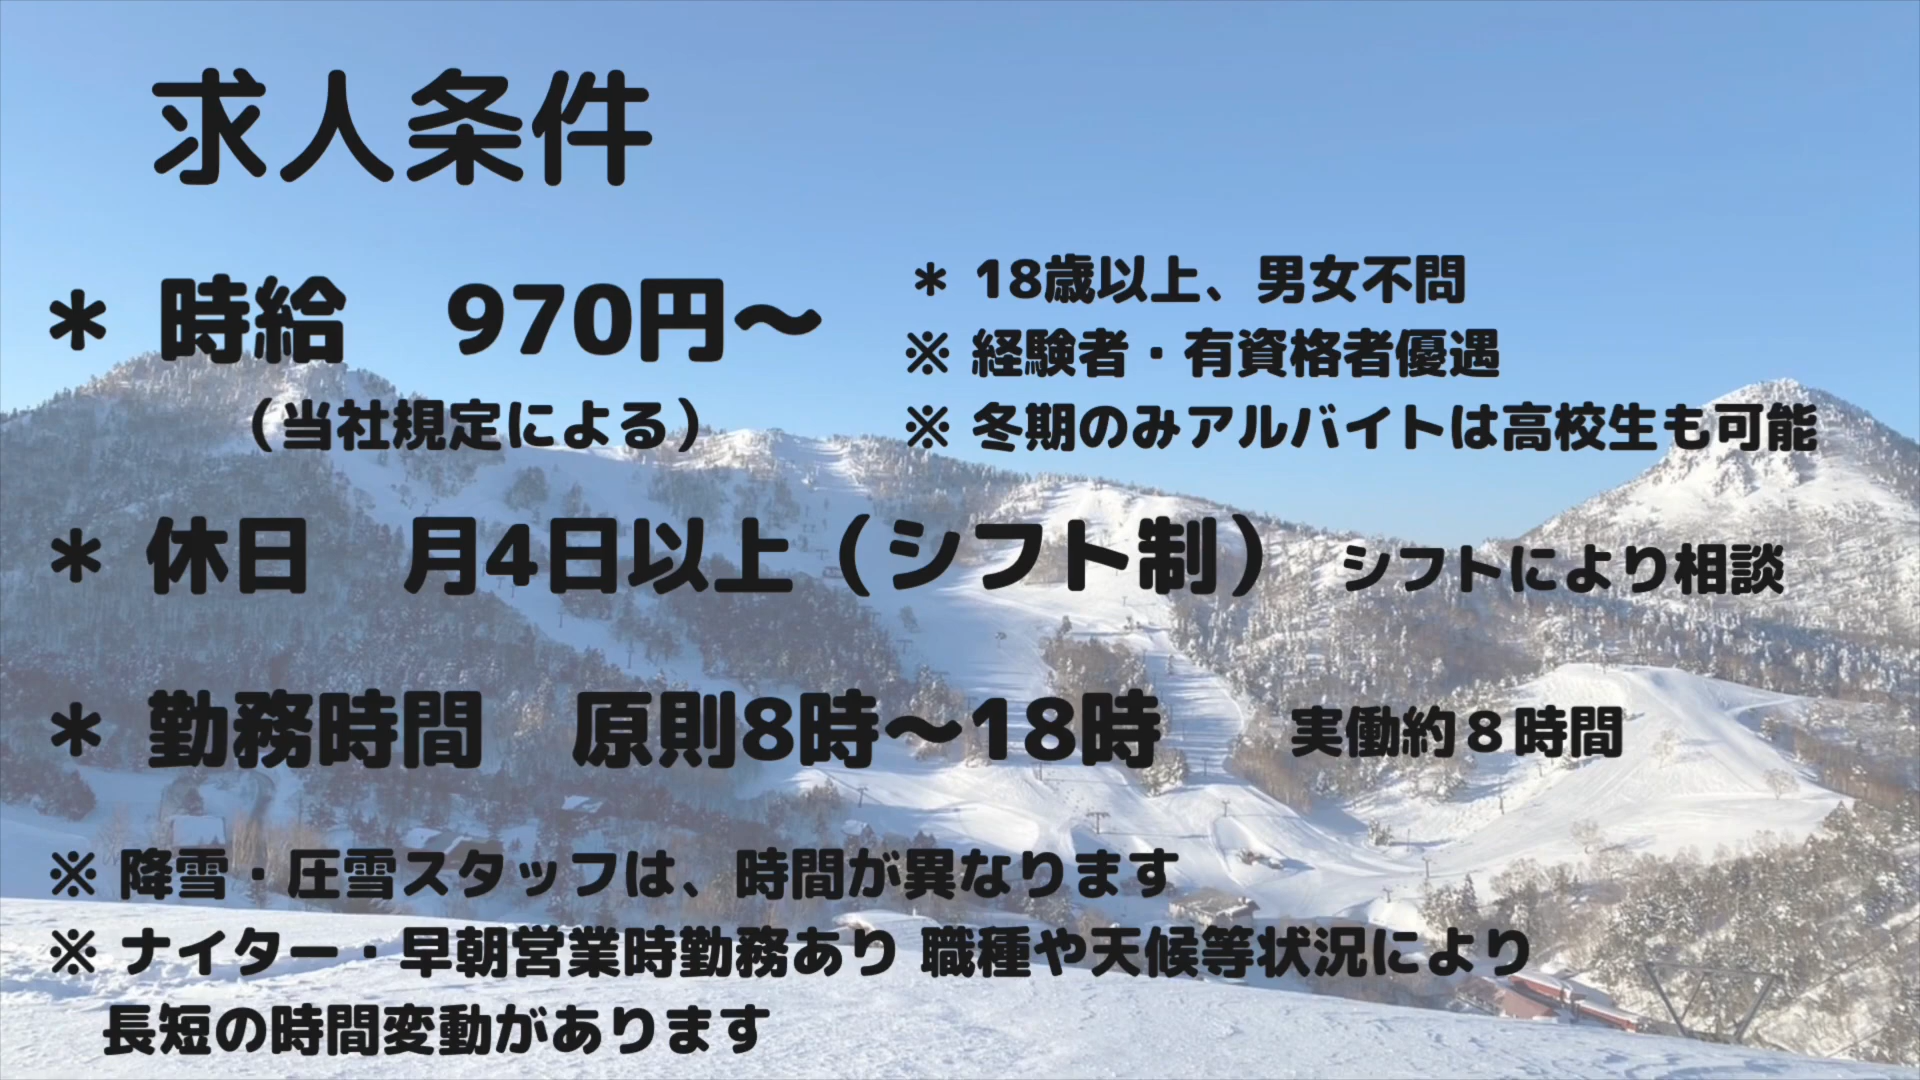 求人条件
＊ 時給　970円～
（当社規定による）
＊ 18歳以上、男女不問
※ 経験者・有資格者優遇
※ 冬期のみアルバイトは高校生も可能
＊ 休日　月4日以上（シフト制）　シフトにより相談
＊ 勤務時間　原則8時～18時　実働約８時間
※ 降雪・圧雪スタッフは、時間が異なります
※ ナイター・早朝営業時勤務あり 職種や天候等状況により
長短の時間変動があります